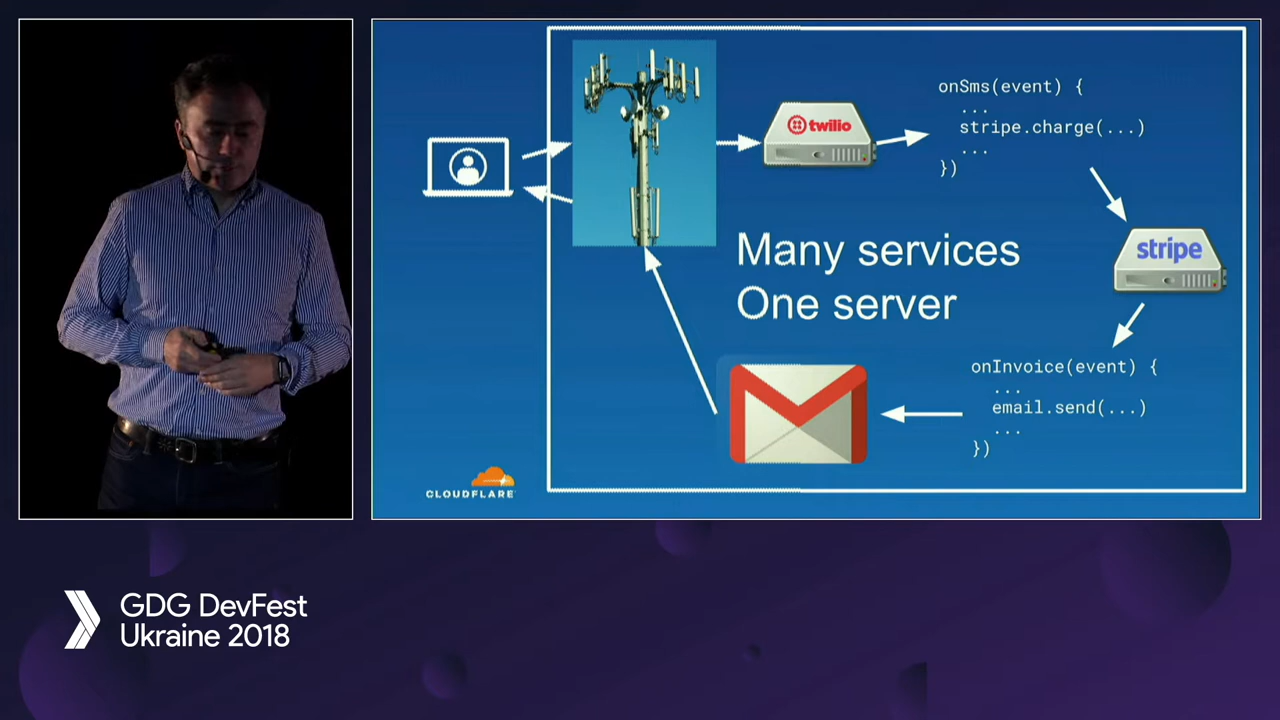 twilio
onSms(event) {
...
stripe.charge(...)
...
})
Many services
One server
stripe
onInvoice(event) {
...
email.send(...)
...
})
CLOUDFLARE
GDG DevFest
Ukraine 2018